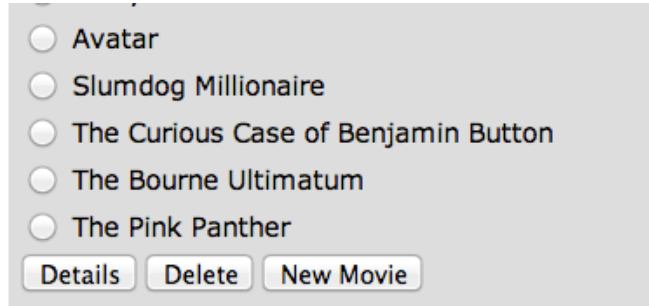 Avatar
Slumdog Millionaire
The Curious Case of Benjamin Button
The Bourne Ultimatum
The Pink Panther
Details Delete New Movie